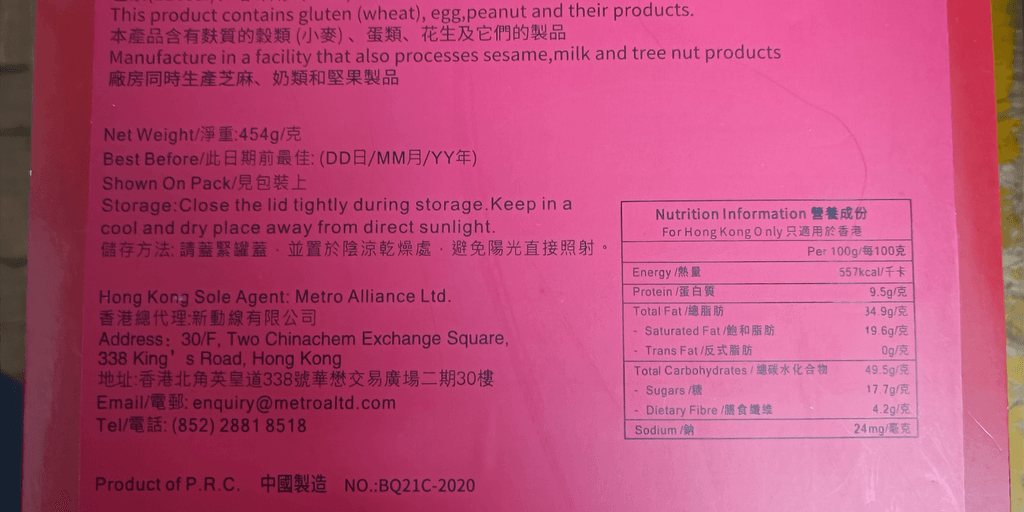 This product contains gluten (wheat), egg,peanut and their products.
本產品含有麩質的穀類 (小麥)、蛋類、花生及它們的製品
Manufacture in a facility that also processes sesame,milk and tree nut products
廠房同時生產芝麻、奶類和堅果製品
Net Weight/淨重:454g/克
Best Before/此日期前最佳: (DD日/MM月/YY年)
Shown On Pack/見包裝上
Storage:Close the lid tightly during storage.Keep in a
cool and dry place away from direct sunlight.
儲存方法: 請蓋緊罐蓋，並置於陰涼乾燥處，避免陽光直接照射。
Hong Kong Sole Agent: Metro Alliance Ltd.
香港總代理:新動線有限公司
Address: 30/F, Two Chinachem Exchange Square,
338 King’s Road, Hong Kong
地址:香港北角英皇道338號華懋交易廣場二期30樓
Email/電郵: enquiry@metroaltd.com
Tel/電話: (852) 2881 8518
Product of P.R.C. 中國製造 NO.:BQ21C-2020
Nutrition Information 營養成份
For Hong Kong Only 只適用於香港
Per 100g/每100克
Energy /熱量 557kcal/千卡
Protein /蛋白質 9.5g/克
Total Fat /總脂肪 34.9g/克
- Saturated Fat /飽和脂肪 19.6g/克
- Trans Fat /反式脂肪 0g/克
Total Carbohydrates / 總碳水化合物 49.5g/克
- Sugars /糖 17.7g/克
- Dietary Fibre /膳食纖維 4.2g/克
Sodium /鈉 24mg/毫克